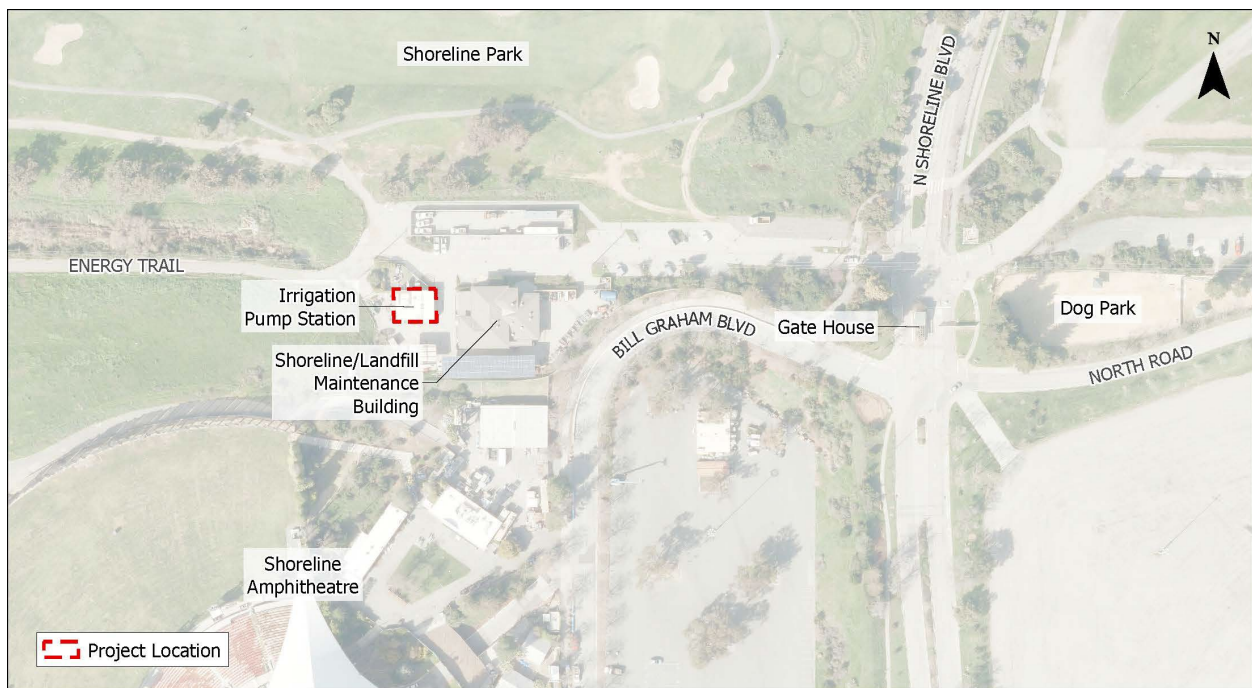 Shoreline Park
N
N SHORELINE BLVD
ENERGY TRAIL
Irrigation
Pump Station
Dog Park
BILL GRAHAM BLVD
Gate House
Shoreline/Landfill
Maintenance
Building
NORTH ROAD
Shoreline
Amphitheatre
Project Location